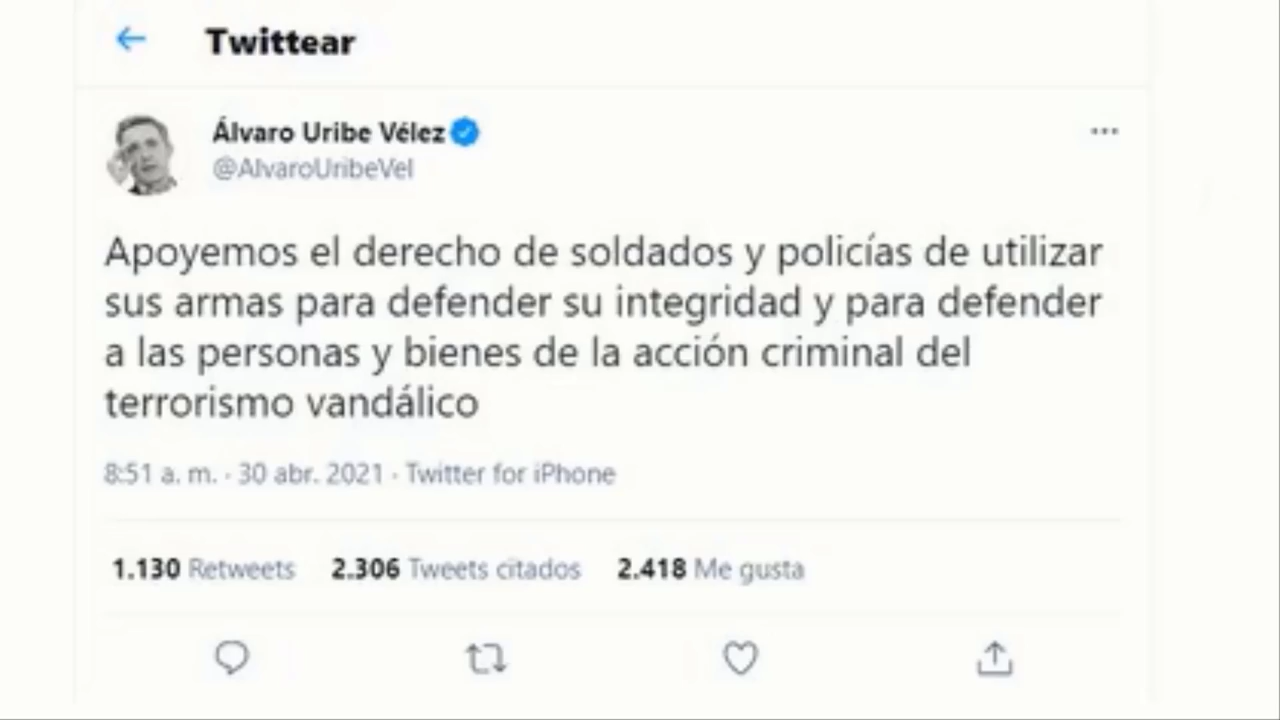 Twittear
Álvaro Uribe Vélez
@AlvaroUribeVel
Apoyemos el derecho de soldados y policías de utilizar
sus armas para defender su integridad y para defender
a las personas y bienes de la acción criminal del
terrorismo vandálico
8:51 a. m. · 30 abr. 2021 · Twitter for iPhone
1.130 Retweets 2.306 Tweets citados 2.418 Me gusta